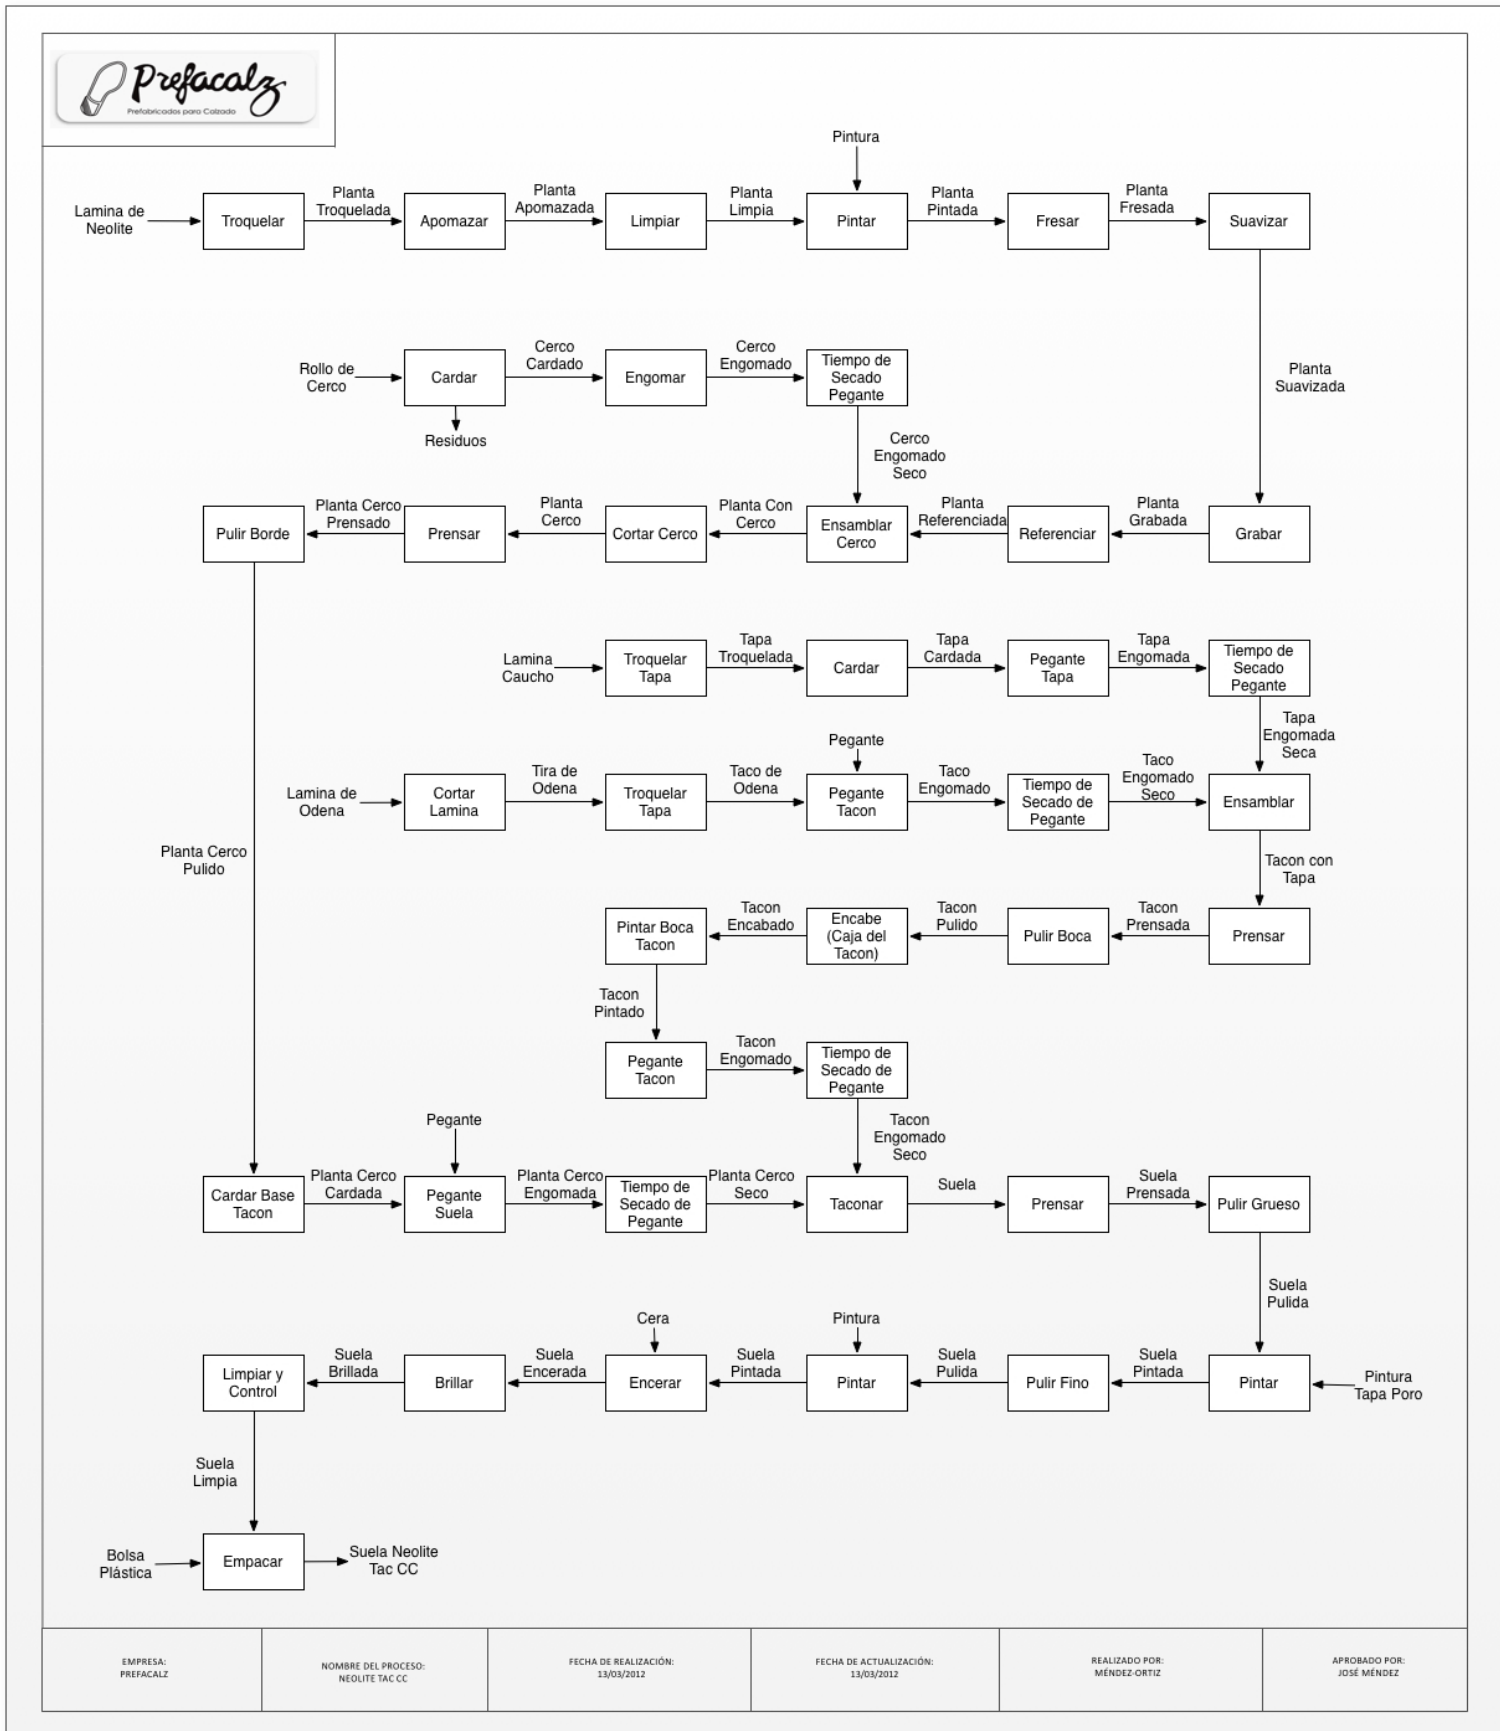 Prefacalz
Prefabricados para Calzado
Pintura
Lamina de
Neolite
Troquelar
Planta
Troquelada
Apomazar
Planta
Apomazada
Limpiar
Planta
Limpia
Pintar
Planta
Pintada
Fresar
Planta
Fresada
Suavizar
Planta
Suavizada
Rollo de
Cerco
Cardar
Residuos
Cerco
Cardado
Engomar
Cerco
Engomado
Tiempo de
Secado
Pegante
Cerco
Engomado
Seco
Grabar
Planta
Grabada
Referenciar
Planta
Referenciada
Ensamblar
Cerco
Planta Con
Cerco
Cortar Cerco
Planta
Cerco
Prensar
Planta Cerco
Prensado
Pulir Borde
Planta Cerco
Pulido
Lamina
Caucho
Troquelar
Tapa
Tapa
Troquelada
Cardar
Tapa
Cardada
Pegante
Tapa
Tapa
Engomada
Tiempo de
Secado
Pegante
Tapa
Engomada
Seca
Lamina de
Odena
Cortar
Lamina
Tira de
Odena
Troquelar
Tapa
Taco de
Odena
Pegante
Pegante
Tacon
Taco
Engomado
Tiempo de
Secado de
Pegante
Taco
Engomado
Seco
Ensamblar
Tacon con
Tapa
Prensar
Tacon
Prensada
Pulir Boca
Tacon
Pulido
Encabe
(Caja del
Tacon)
Tacon
Encabado
Pintar Boca
Tacon
Tacon
Pintado
Pegante
Tacon
Tacon
Engomado
Tiempo de
Secado de
Pegante
Tacon
Engomado
Seco
Cardar Base
Tacon
Planta Cerco
Cardada
Pegante
Pegante
Suela
Planta Cerco
Engomada
Tiempo de
Secado de
Pegante
Planta Cerco
Seco
Taconar
Suela
Prensar
Suela
Prensada
Pulir Grueso
Suela
Pulida
Pintura
Tapa Poro
Pintar
Suela
Pintada
Pulir Fino
Suela
Pulida
Pintura
Pintar
Suela
Pintada
Cera
Encerar
Suela
Encerada
Brillar
Suela
Brillada
Limpiar y
Control
Suela
Limpia
Bolsa
Plástica
Empacar
Suela Neolite
Tac CC
EMPRESA:
PREFACALZ
NOMBRE DEL PROCESO:
NEOLITE TAC CC
FECHA DE REALIZACIÓN:
13/03/2012
FECHA DE ACTUALIZACIÓN:
13/03/2012
REALIZADO POR:
MÉNDEZ-ORTIZ
APROBADO POR:
JOSÉ MÉNDEZ